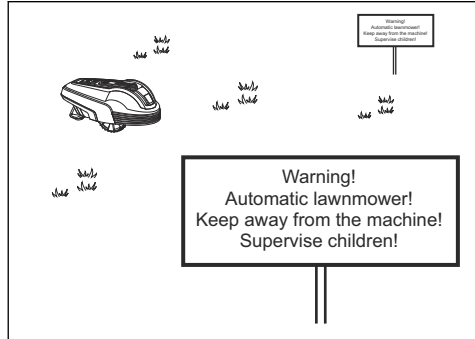 Warning!
Automatic lawnmower!
Keep away from the machine!
Supervise children!
Warning!
Automatic lawnmower!
Keep away from the machine!
Supervise children!